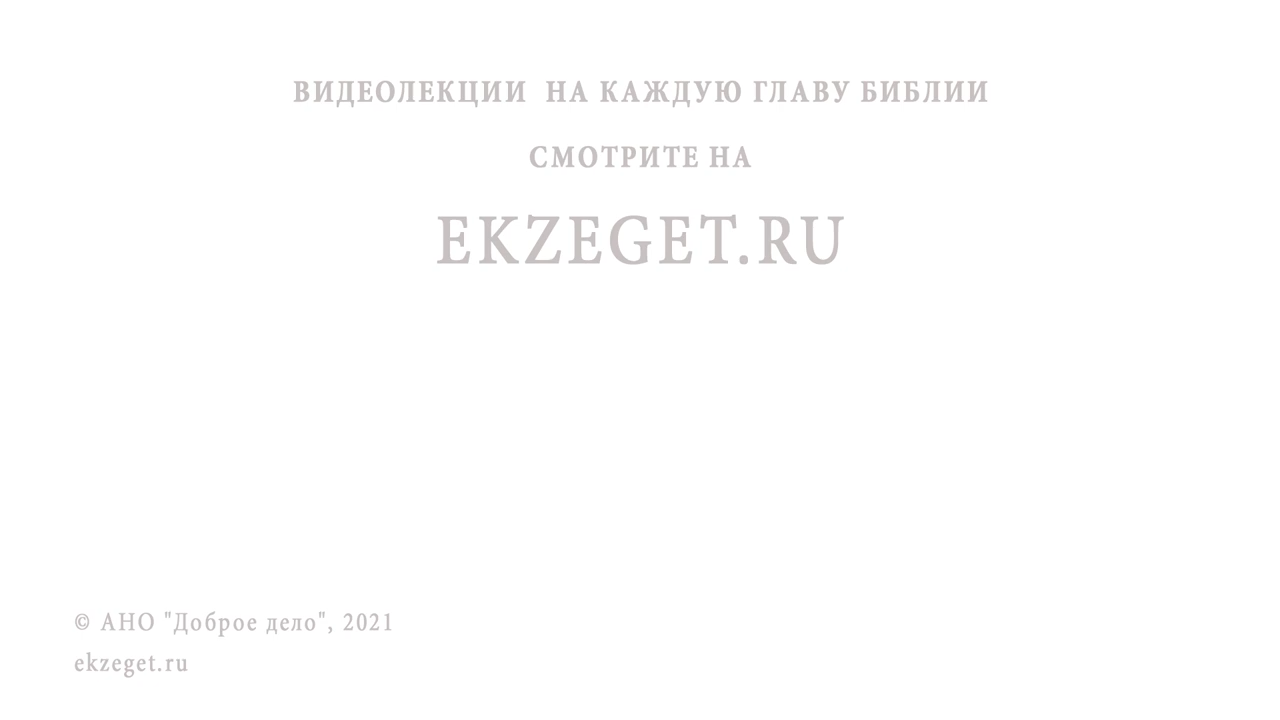 ВИДЕОЛЕКЦИИ  НА КАЖДУЮ ГЛАВУ БИБЛИИ
СМОТРИТЕ НА
EKZEGET.RU
© АНО "Доброе дело", 2021
ekzeget.ru